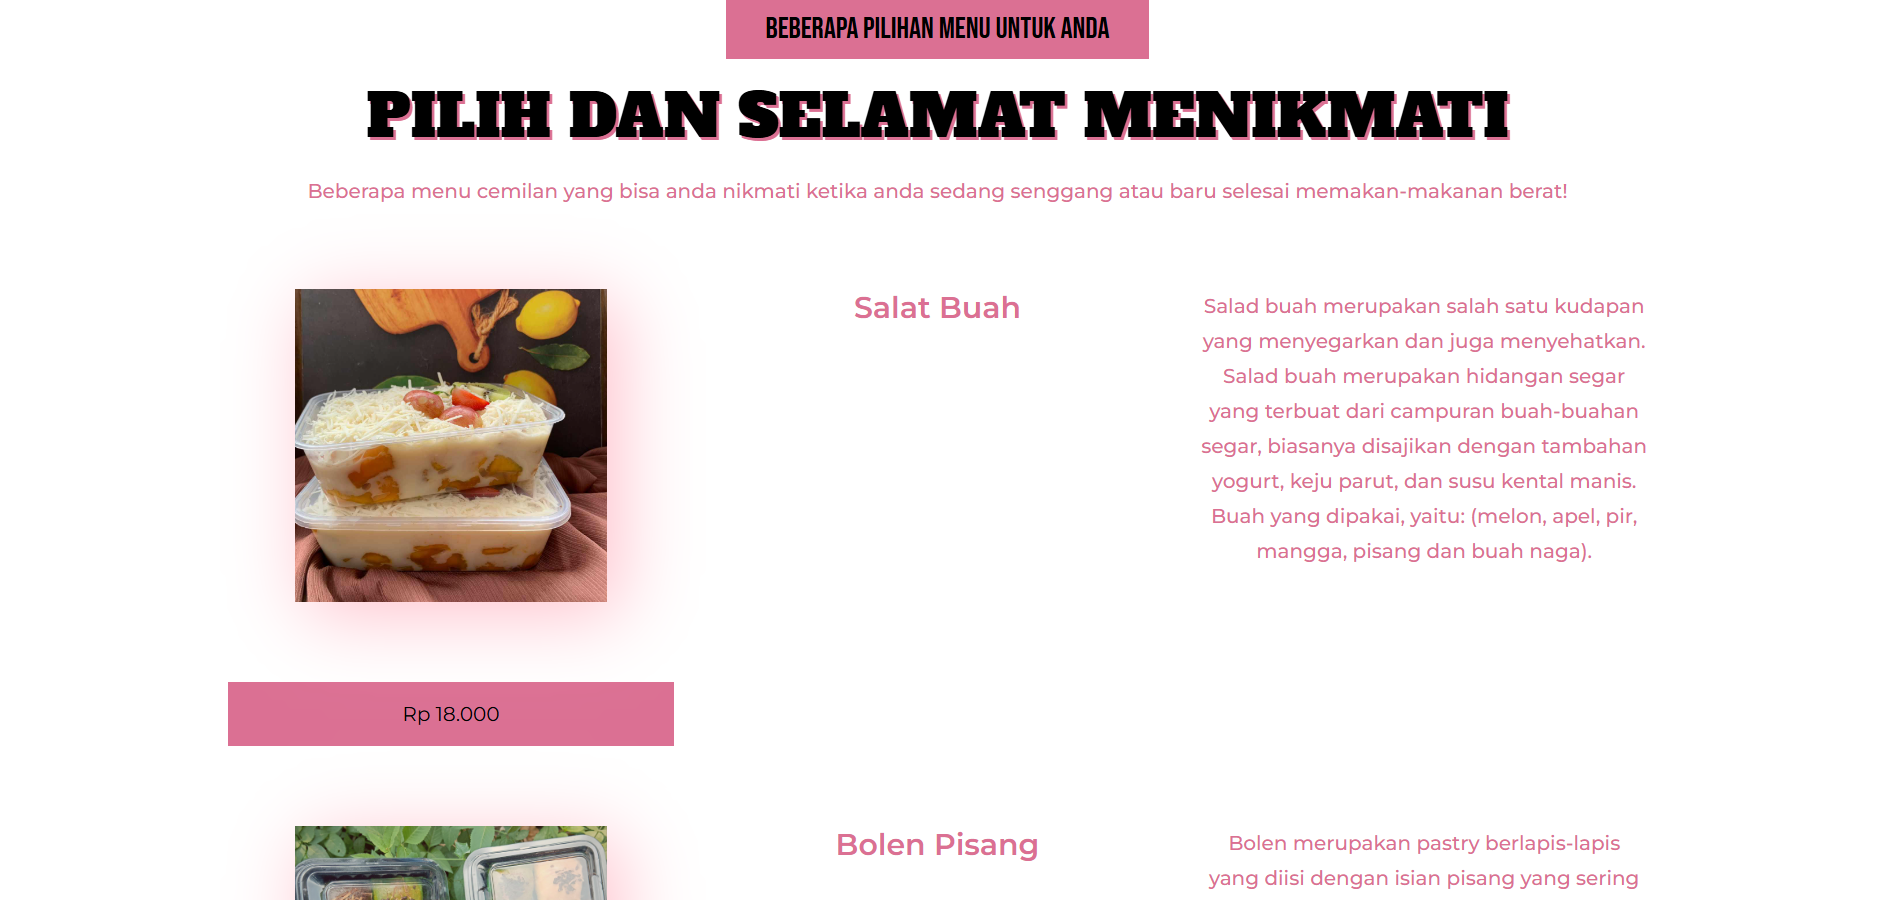 BEBERAPA PILIHAN MENU UNTUK ANDA
PILIH DAN SELAMAT MENIKMATI
Beberapa menu cemilan yang bisa anda nikmati ketika anda sedang senggang atau baru selesai memakan-makanan berat!
Salat Buah
Salad buah merupakan salah satu kudapan
yang menyegarkan dan juga menyehatkan.
Salad buah merupakan hidangan segar
yang terbuat dari campuran buah-buahan
segar, biasanya disajikan dengan tambahan
yogurt, keju parut, dan susu kental manis.
Buah yang dipakai, yaitu: (melon, apel, pir,
mangga, pisang dan buah naga).
Rp 18.000
Bolen Pisang
Bolen merupakan pastry berlapis-lapis
yang diisi dengan isian pisang yang sering